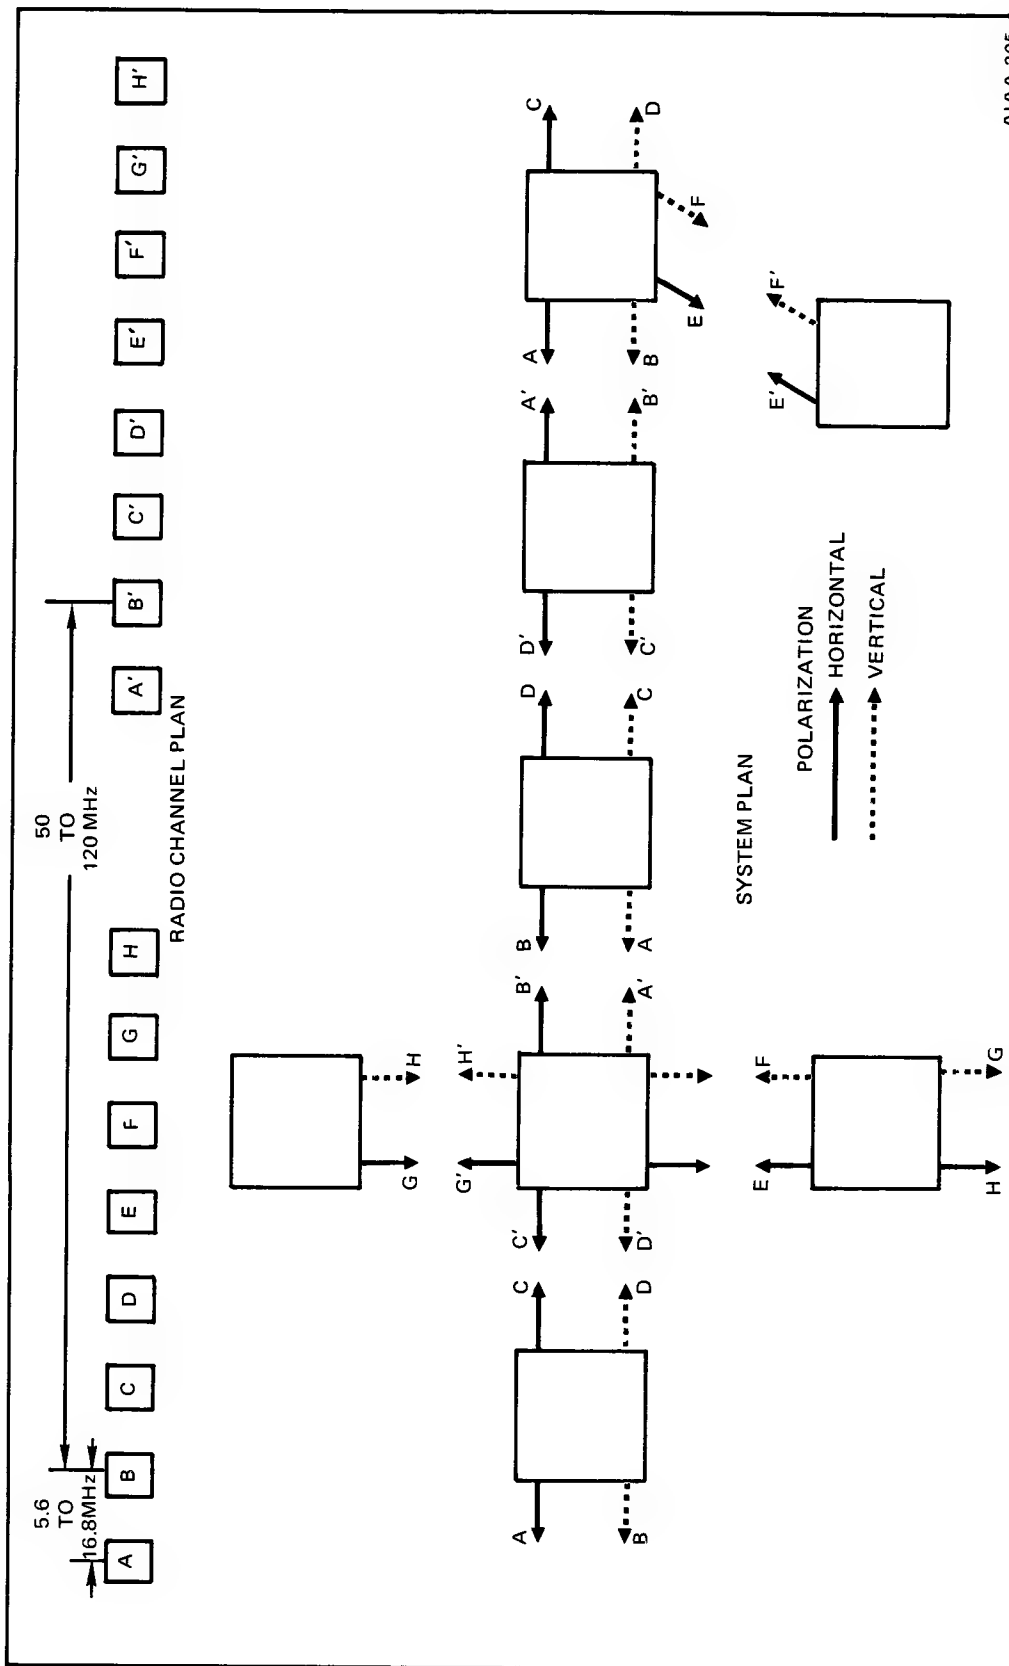 5.6
TO
16.8MHz
50
TO
120 MHz
A B C D E F G H A′ B′ C′ D′ E′ F′ G′ H′
RADIO CHANNEL PLAN
G H
G′ H′
A C C′ B′ B D D′ A′ A C
B D D′ A′ A C C′ B′ B D
E F
E F
E′ F′
H G
SYSTEM PLAN
POLARIZATION
HORIZONTAL
VERTICAL